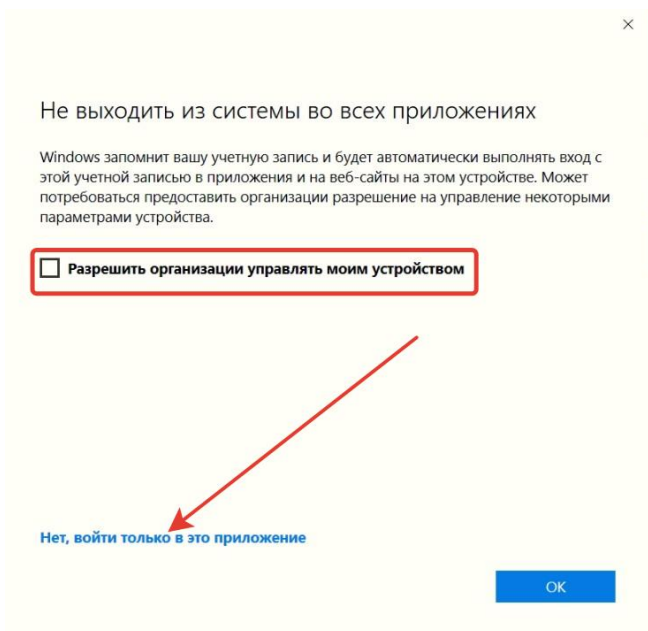 Не выходить из системы во всех приложениях
Windows запомнит вашу учетную запись и будет автоматически выполнять вход с
этой учетной записью в приложения и на веб-сайты на этом устройстве. Может
потребоваться предоставить организации разрешение на управление некоторыми
параметрами устройства.
Разрешить организации управлять моим устройством
Нет, войти только в это приложение
ОК